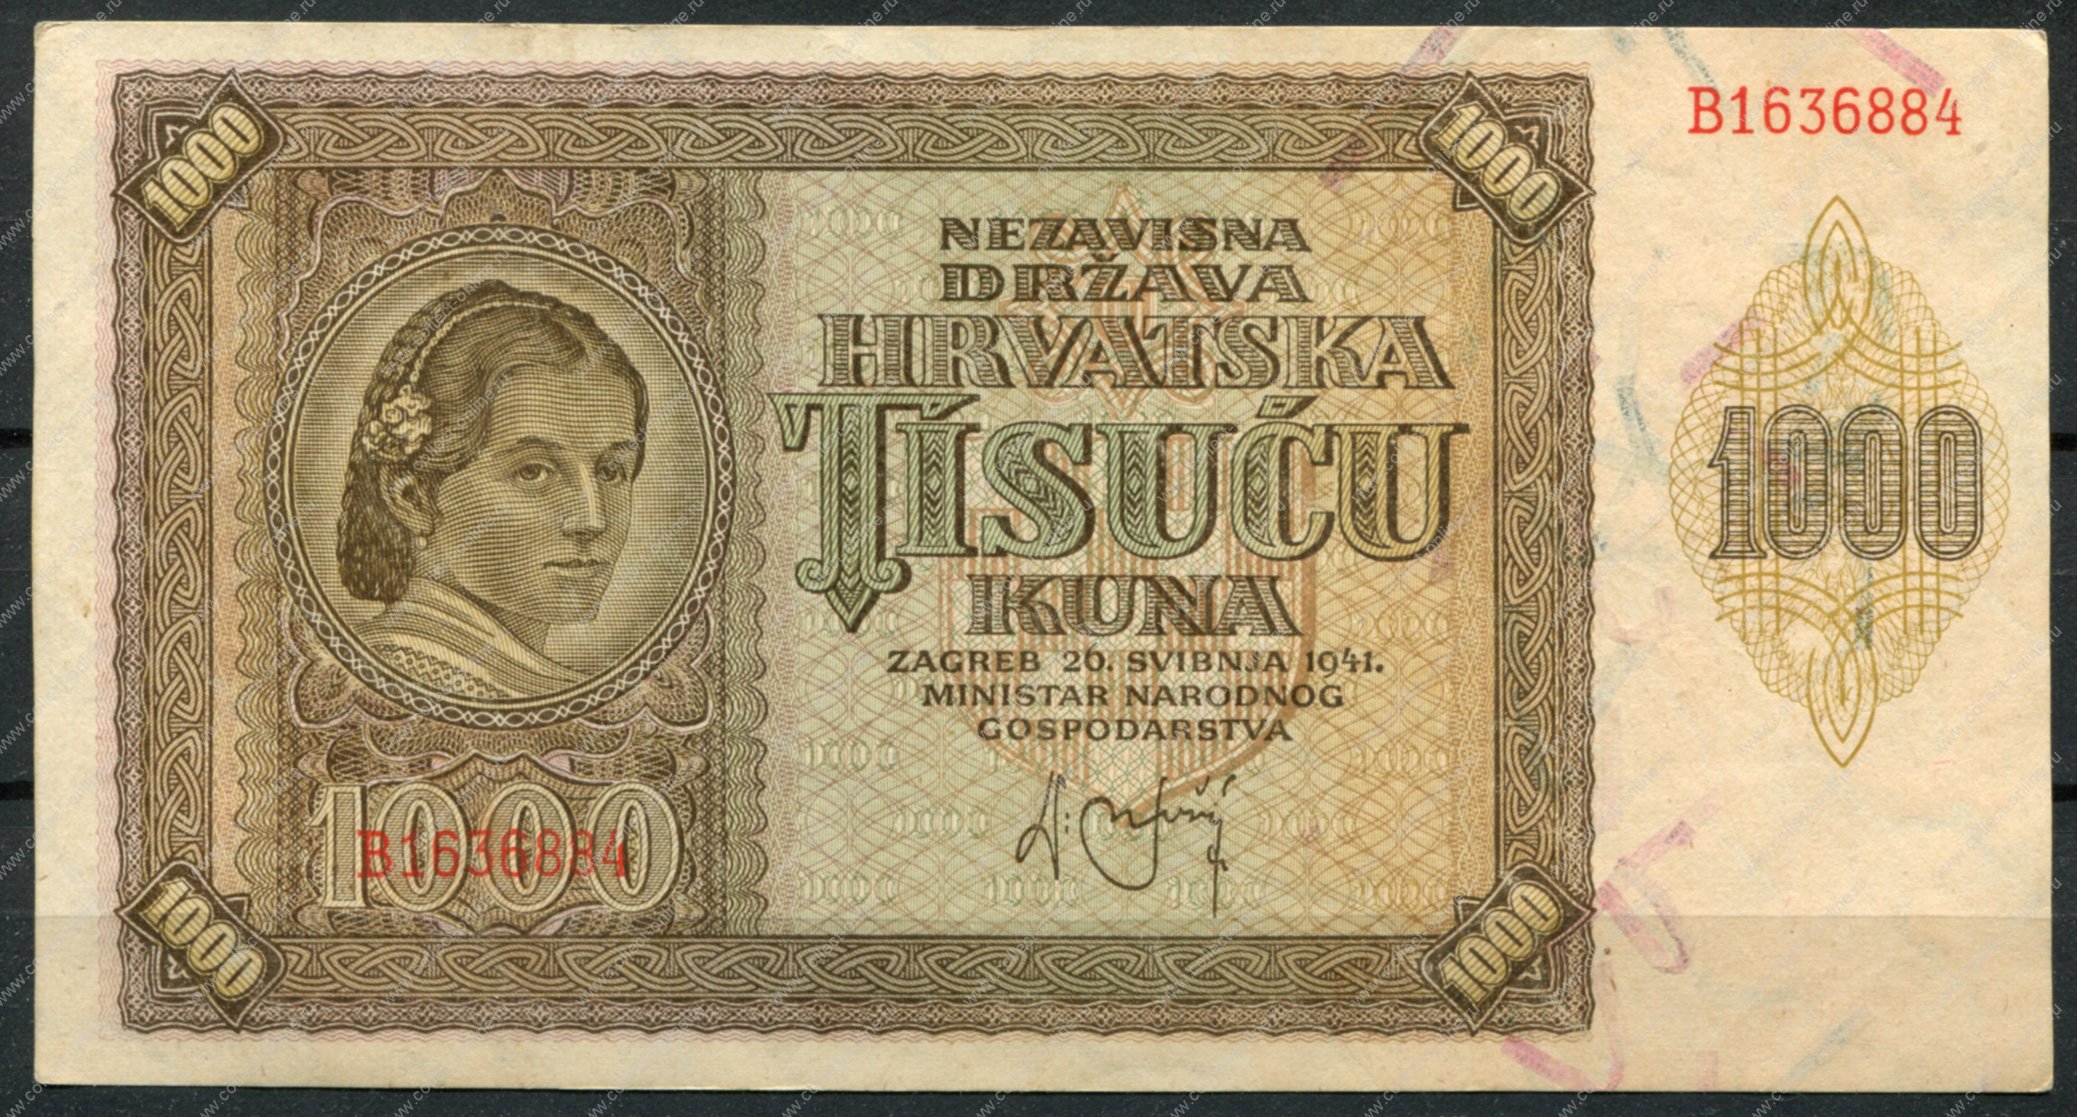 1000
1000
B1636884
NEZAVISNA
DRŽAVA
HRVATSKA
TISUĆU
KUNA
ZAGREB 26. SVIBNJA 1941.
MINISTAR NARODNOG
GOSPODARSTVA
1000
1000
B1636884
1000
1000